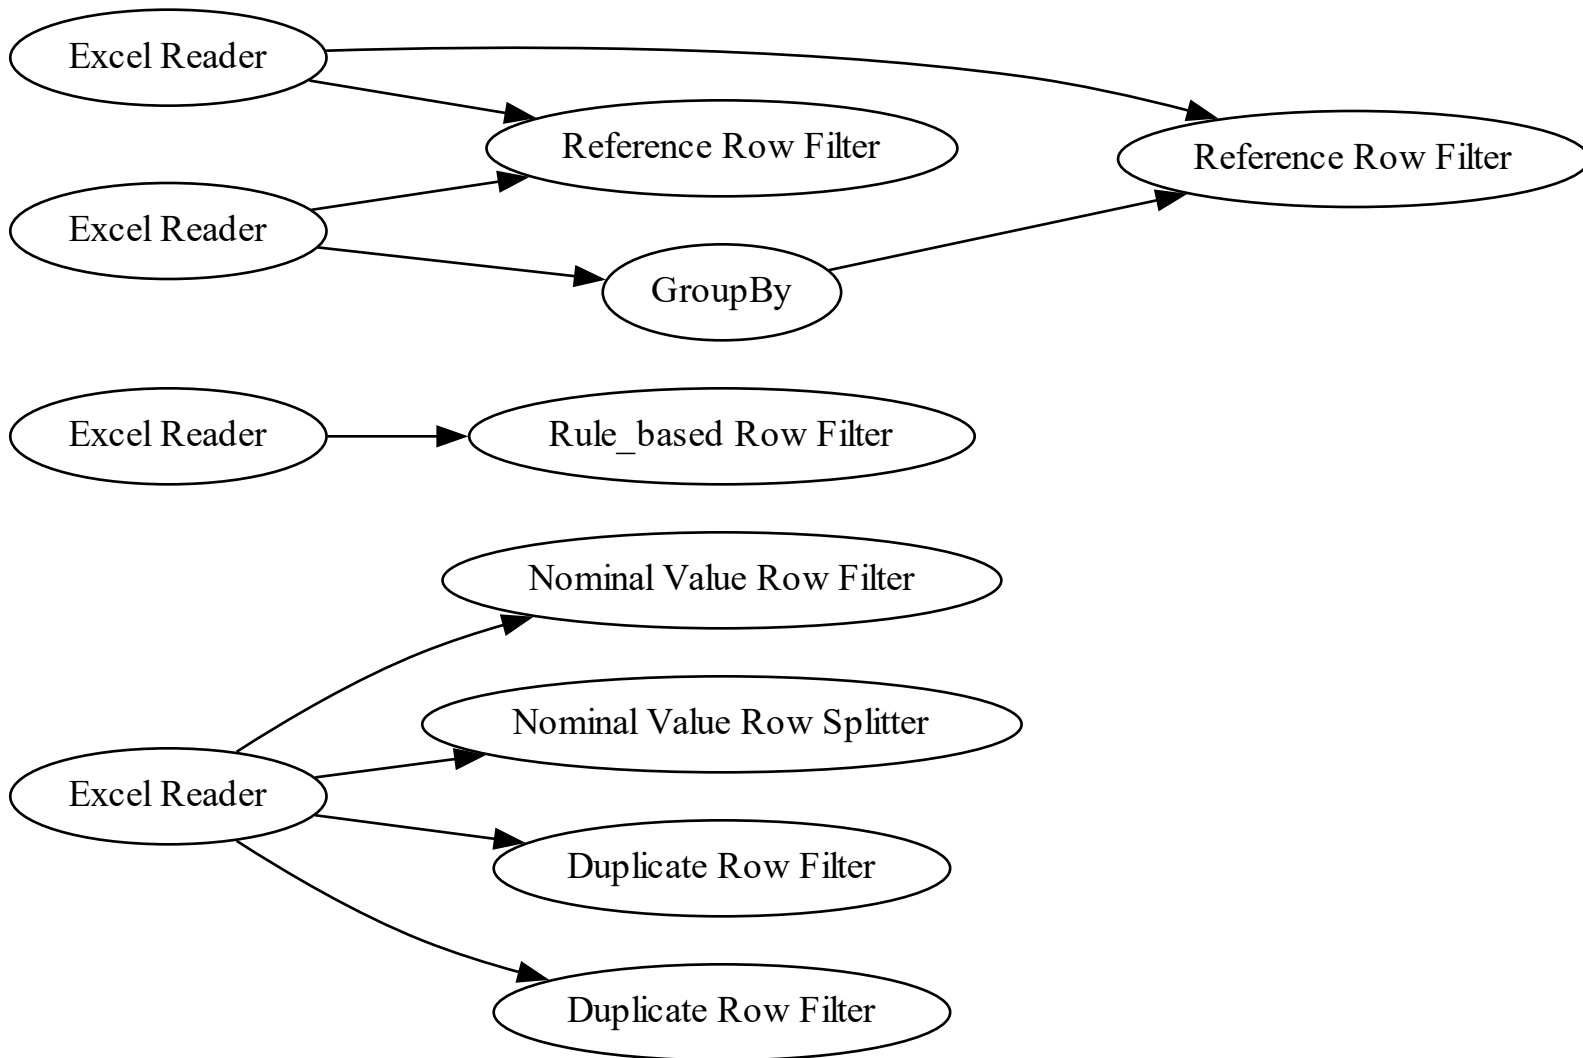 Excel Reader
Reference Row Filter
Reference Row Filter
Excel Reader
GroupBy
Excel Reader
Rule_based Row Filter
Nominal Value Row Filter
Nominal Value Row Splitter
Excel Reader
Duplicate Row Filter
Duplicate Row Filter